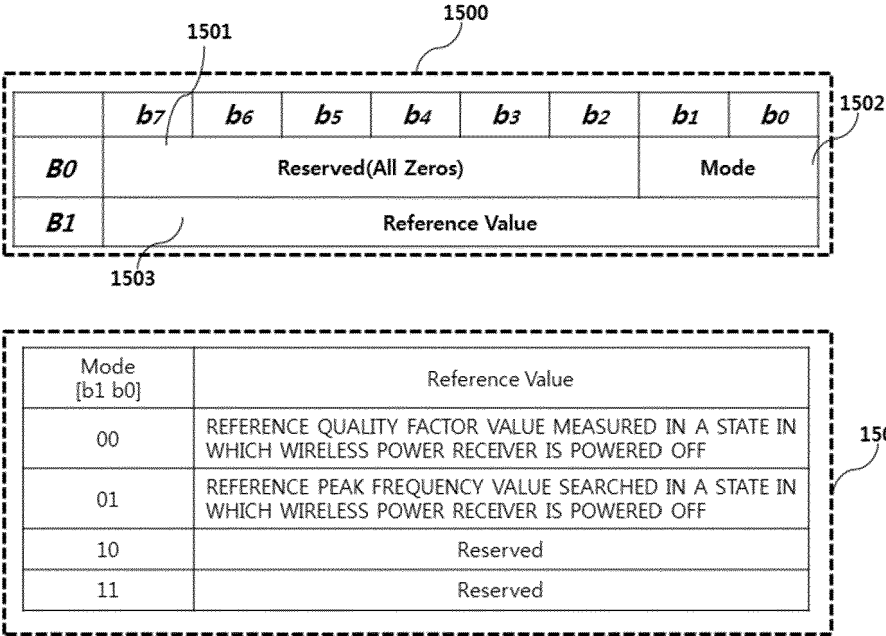 1500
1501
b7 b6 b5 b4 b3 b2 b1 b0
1502
B0 Reserved(All Zeros) Mode
B1 Reference Value
1503
Mode
[b1 b0]
Reference Value
00
REFERENCE QUALITY FACTOR VALUE MEASURED IN A STATE IN
WHICH WIRELESS POWER RECEIVER IS POWERED OFF
01
REFERENCE PEAK FREQUENCY VALUE SEARCHED IN A STATE IN
WHICH WIRELESS POWER RECEIVER IS POWERED OFF
10 Reserved
11 Reserved